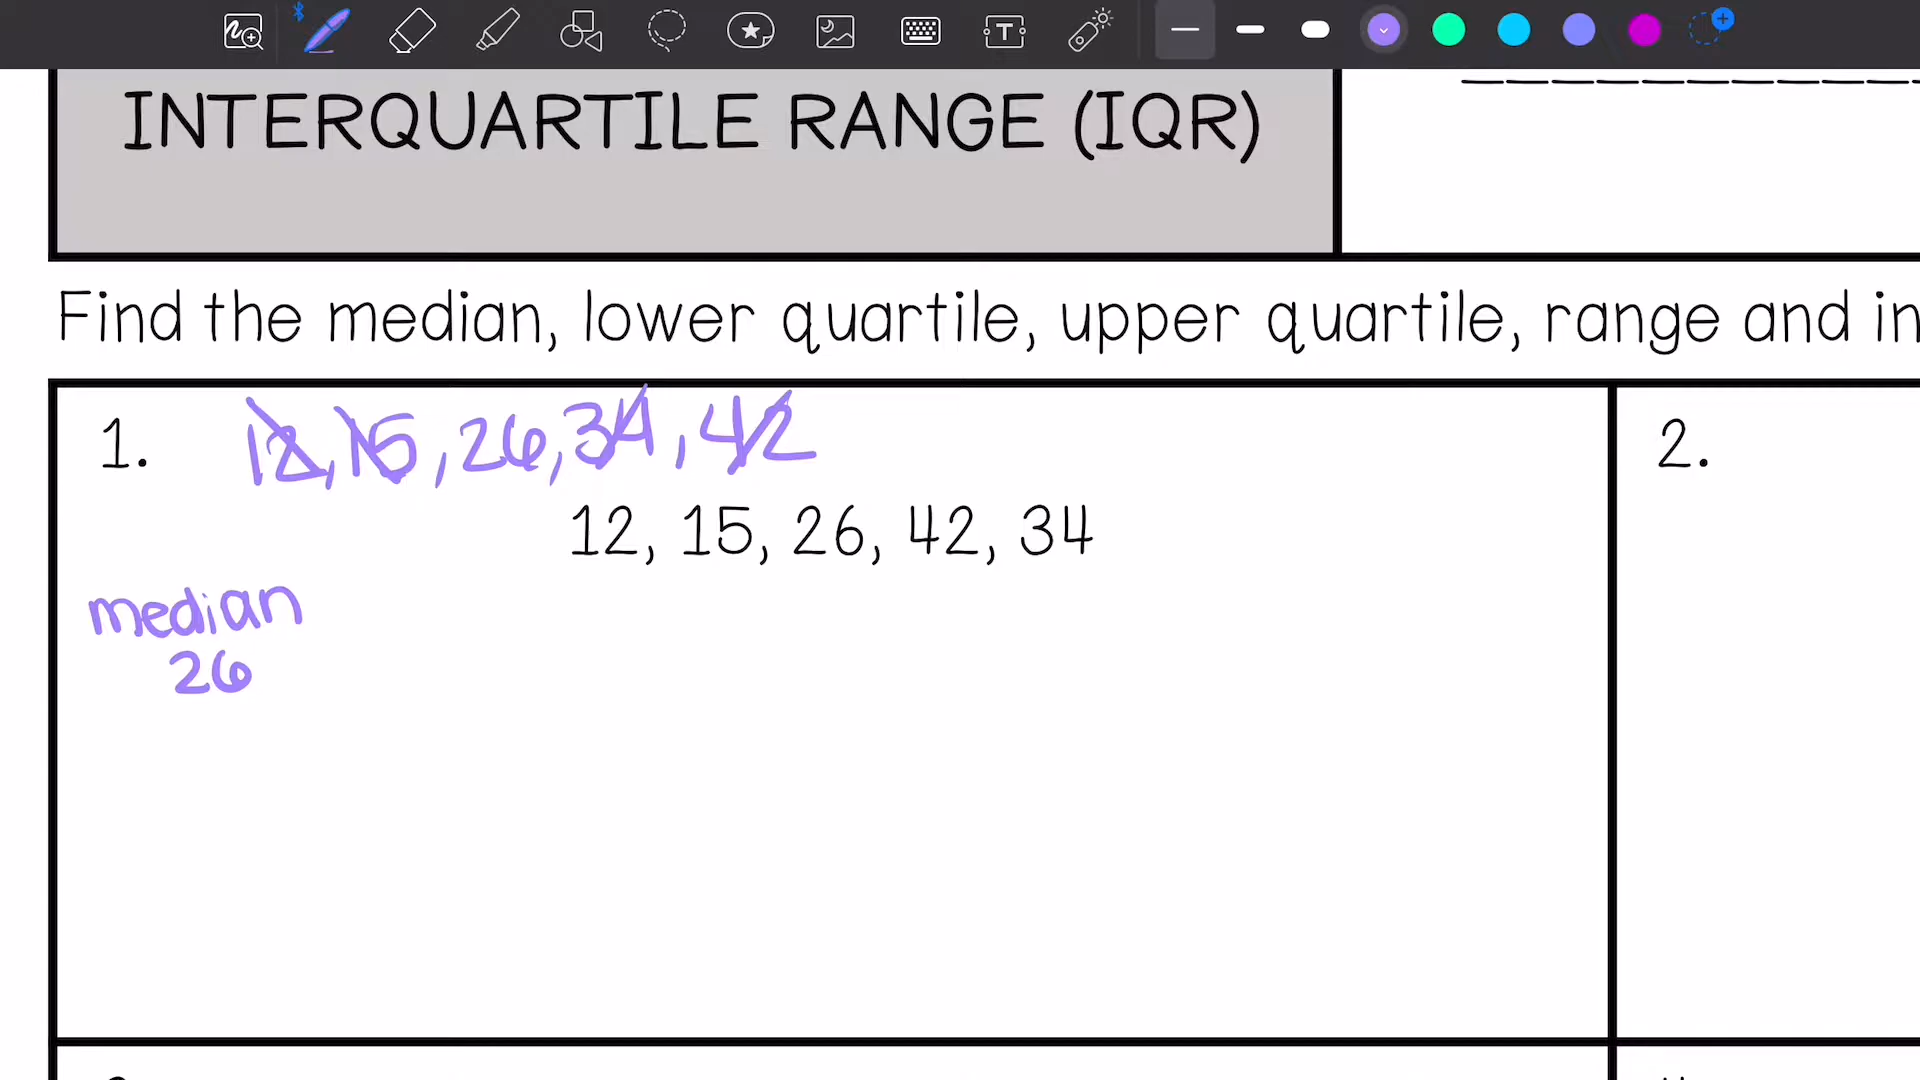 INTERQUARTILE RANGE (IQR)
Find the median, lower quartile, upper quartile, range and in
1. 12, 15, 26, 34, 42
2.
12, 15, 26, 42, 34
median
26